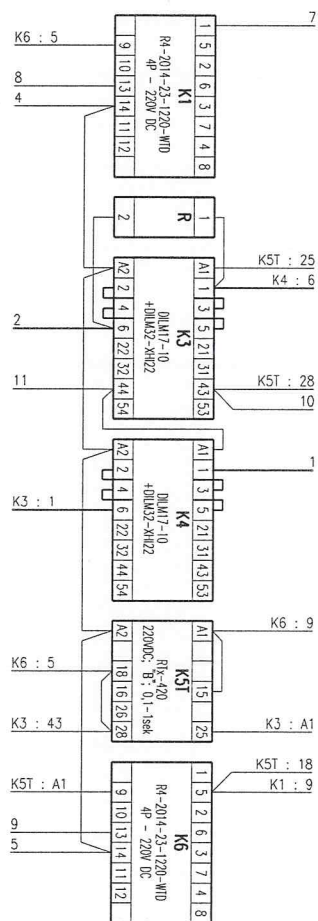 7
K6 : 5
8
4
1 5 2 6 3 7 4 8
K1
R4-2014-23-1220-WTD
4P - 220V DC
9 10 13 14 11 12
2 R 1
K5T : 25
K4 : 6
2
11
K5T : 28
10
A1 1 3 5 21 31 43 53
K3
DILM17-10
+DILM32-XHI22
A2 2 4 6 22 32 44 54
1
K3 : 1
A1 1 3 5 21 31 43 53
K4
DILM17-10
+DILM32-XHI22
A2 2 4 6 22 32 44 54
K6 : 9
K6 : 5
K3 : 43
K3 : A1
A1 15 25
K5T
RTx-420
220VDC; "B"; 0,1-1sek
A2 18 16 26 28
K5T : 18
K1 : 9
K5T : A1
9
5
1 5 2 6 3 7 4 8
K6
R4-2014-23-1220-WTD
4P - 220V DC
9 10 13 14 11 12